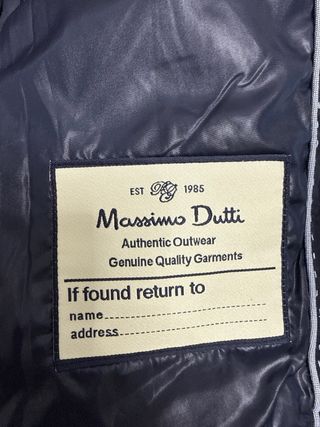 EST 1985
Massimo Dutti
Authentic Outwear
Genuine Quality Garments
If found return to
name
address